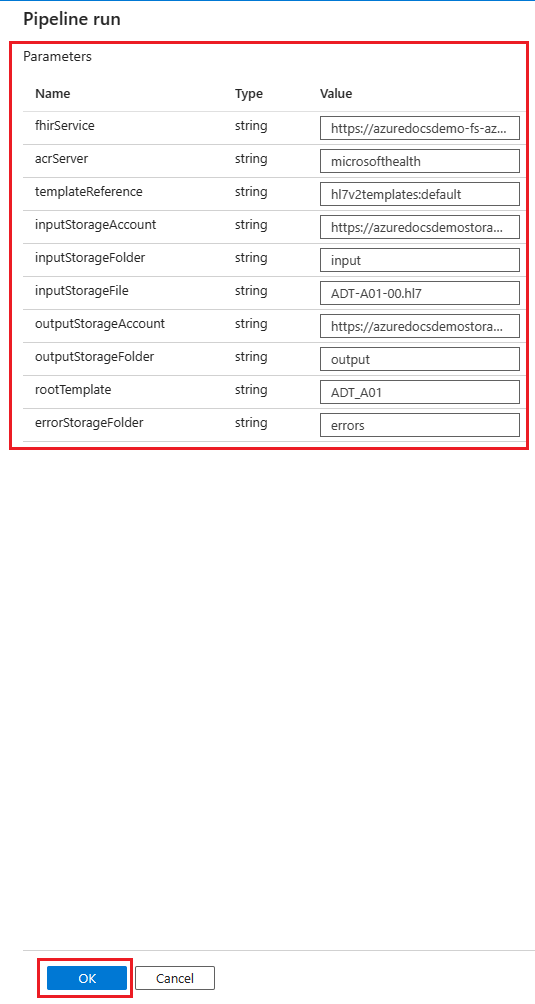 Pipeline run
Parameters
Name Type Value
fhirService string https://azuredocsdemo-fs-az...
acrServer string microsofthealth
templateReference string hl7v2templates:default
inputStorageAccount string https://azuredocsdemostora...
inputStorageFolder string input
inputStorageFile string ADT-A01-00.hl7
outputStorageAccount string https://azuredocsdemostora...
outputStorageFolder string output
rootTemplate string ADT_A01
errorStorageFolder string errors
OK Cancel